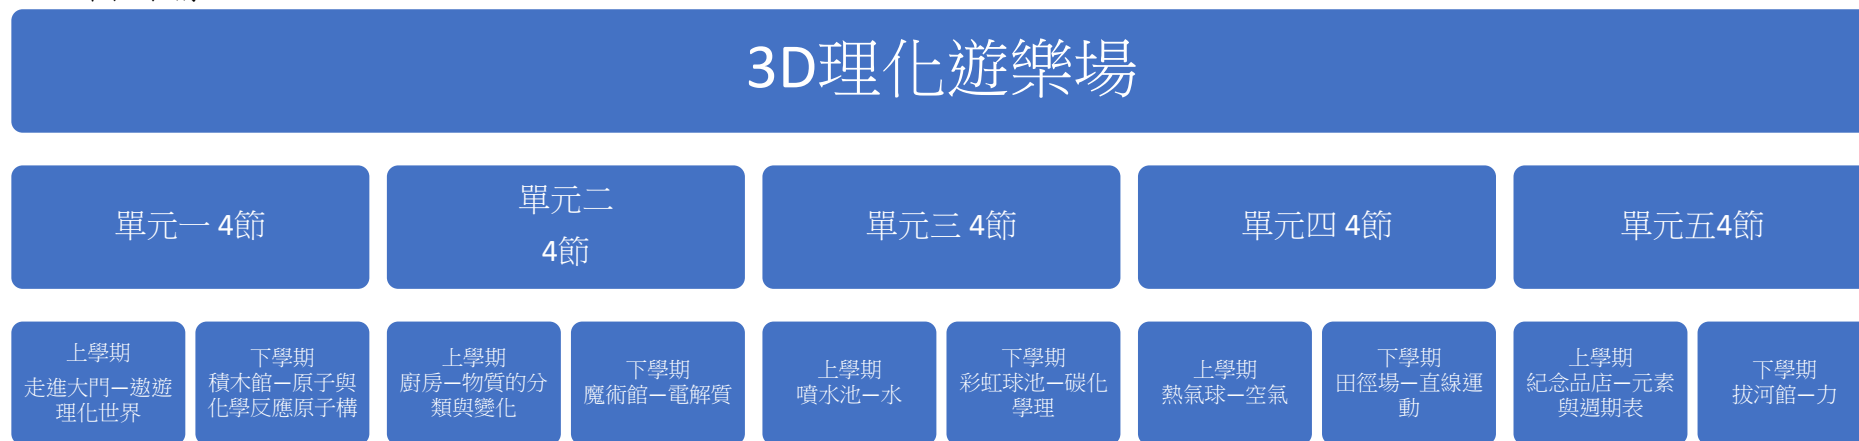 3D理化遊樂場
單元一 4節
單元二
4節
單元三 4節
單元四 4節
單元五4節
上學期
走進大門—遨遊
理化世界
下學期
積木館—原子與
化學反應原子構
上學期
廚房—物質的分
類與變化
下學期
魔術館—電解質
上學期
噴水池—水
下學期
彩虹球池—碳化
學理
上學期
熱氣球—空氣
下學期
田徑場—直線運
動
上學期
紀念品店—元素
與週期表
下學期
拔河館—力